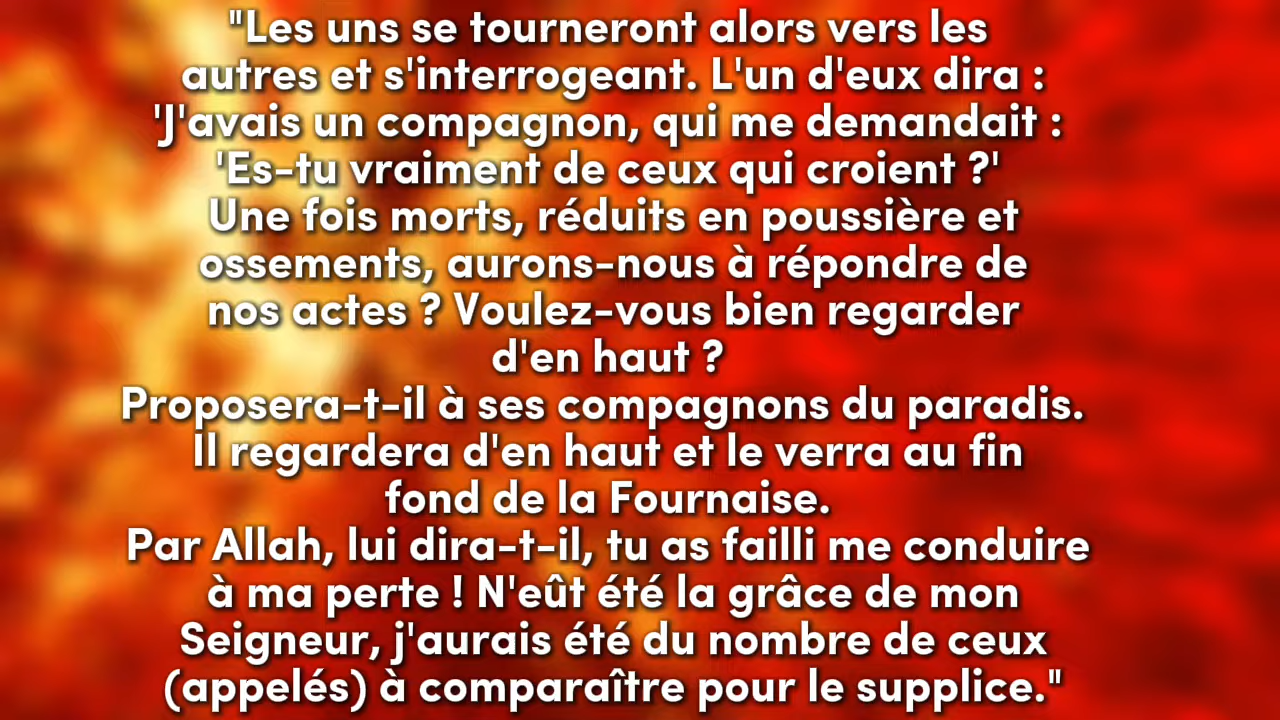 "Les uns se tourneront alors vers les
autres et s'interrogeant. L'un d'eux dira :
'J'avais un compagnon, qui me demandait :
'Es-tu vraiment de ceux qui croient ?'
Une fois morts, réduits en poussière et
ossements, aurons-nous à répondre de
nos actes ? Voulez-vous bien regarder
d'en haut ?
Proposera-t-il à ses compagnons du paradis.
Il regardera d'en haut et le verra au fin
fond de la Fournaise.
Par Allah, lui dira-t-il, tu as failli me conduire
à ma perte ! N'eût été la grâce de mon
Seigneur, j'aurais été du nombre de ceux
(appelés) à comparaître pour le supplice."